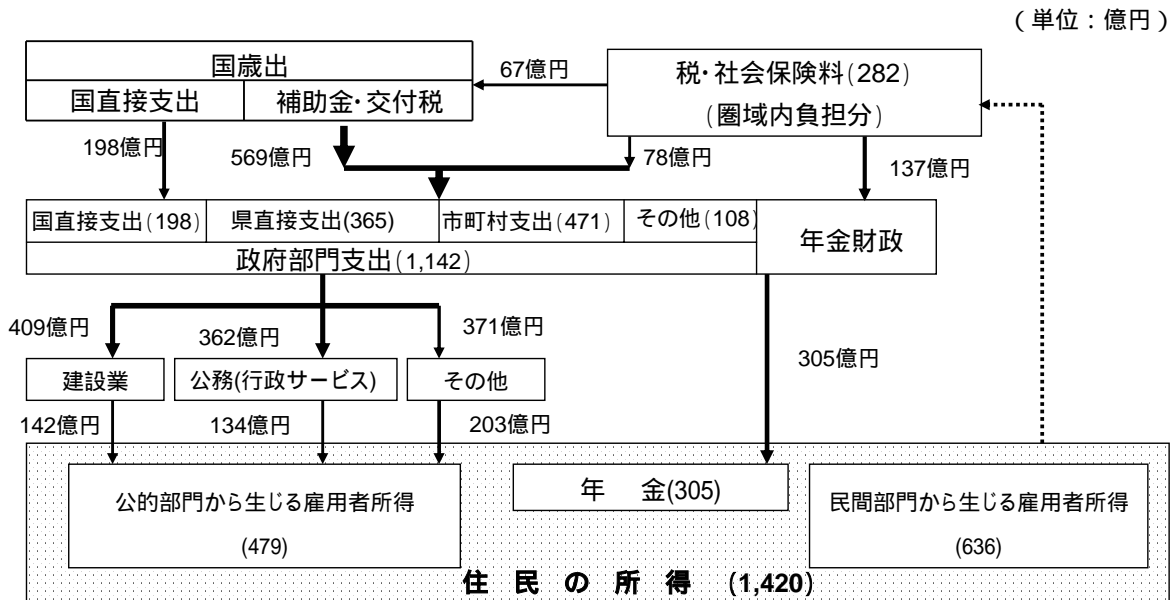 (単位:億円)
国歳出
国直接支出 補助金・交付税
67億円
税・社会保険料(282)
(圏域内負担分)
198億円
569億円
78億円
137億円
国直接支出(198) 県直接支出(365) 市町村支出(471) その他(108)
政府部門支出(1,142)
年金財政
409億円
362億円
371億円
305億円
建設業 公務(行政サービス) その他
142億円
134億円
203億円
公的部門から生じる雇用者所得
(479)
年 金(305)
民間部門から生じる雇用者所得
(636)
住 民 の 所 得 (1,420)